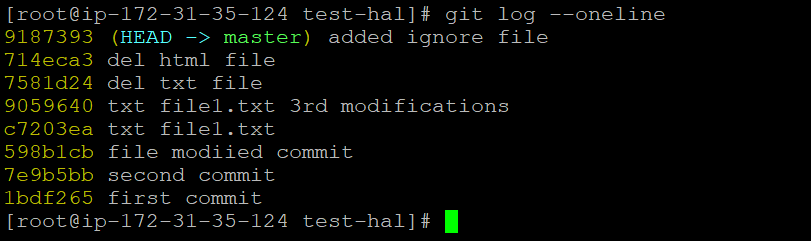 [root@ip-172-31-35-124 test-hal]# git log --oneline
9187393 (HEAD -> master) added ignore file
714eca3 del html file
7581d24 del txt file
9059640 txt file1.txt 3rd modifications
c7203ea txt file1.txt
598b1cb file modiied commit
7e9b5bb second commit
1bdf265 first commit
[root@ip-172-31-35-124 test-hal]#